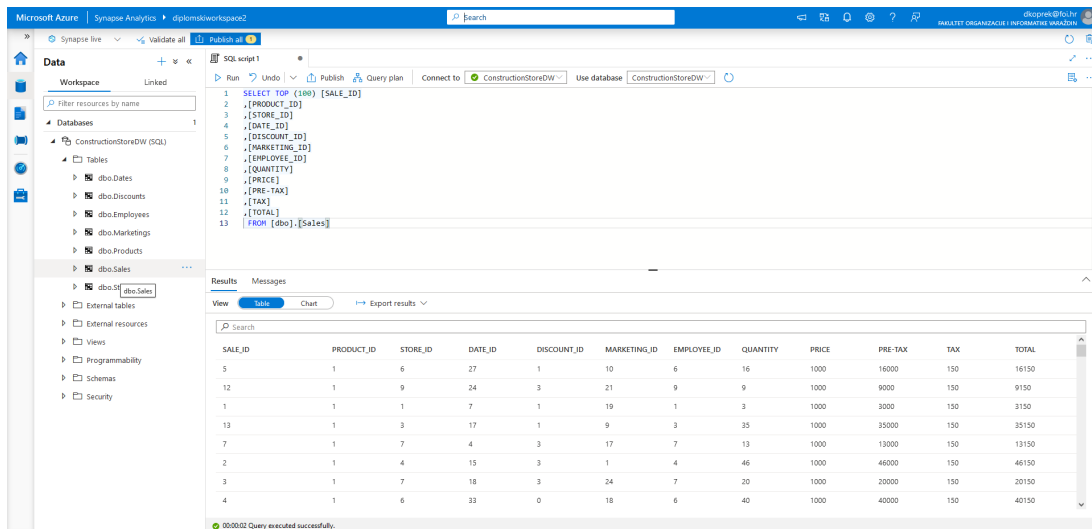 Microsoft Azure Synapse Analytics diplomskiworkspace2 Search dkoprek@foi.hr
FAKULTET ORGANIZACIJE I INFORMATIKE VARAŽDIN
Synapse live Validate all Publish all 1
Data
Workspace Linked
Filter resources by name
Databases 1
ConstructionStoreDW (SQL)
Tables
dbo.Dates
dbo.Discounts
dbo.Employees
dbo.Marketings
dbo.Products
dbo.Sales
dbo.St
dbo.Sales
External tables
External resources
Views
Programmability
Schemas
Security
SQL script 1
Run Undo Publish Query plan Connect to ConstructionStoreDW Use database ConstructionStoreDW
1 SELECT TOP (100) [SALE_ID]
2 ,[PRODUCT_ID]
3 ,[STORE_ID]
4 ,[DATE_ID]
5 ,[DISCOUNT_ID]
6 ,[MARKETING_ID]
7 ,[EMPLOYEE_ID]
8 ,[QUANTITY]
9 ,[PRICE]
10 ,[PRE-TAX]
11 ,[TAX]
12 ,[TOTAL]
13 FROM [dbo].[Sales]
Results Messages
View Table Chart Export results
Search
SALE_ID PRODUCT_ID STORE_ID DATE_ID DISCOUNT_ID MARKETING_ID EMPLOYEE_ID QUANTITY PRICE PRE-TAX TAX TOTAL
5 1 6 27 1 10 6 16 1000 16000 150 16150
12 1 9 24 3 21 9 9 1000 9000 150 9150
1 1 1 7 1 19 1 3 1000 3000 150 3150
13 1 3 17 1 9 3 35 1000 35000 150 35150
7 1 7 4 3 17 7 13 1000 13000 150 13150
2 1 4 15 3 1 4 46 1000 46000 150 46150
3 1 7 18 3 24 7 20 1000 20000 150 20150
4 1 6 33 0 18 6 40 1000 40000 150 40150
00:00:02 Query executed successfully.